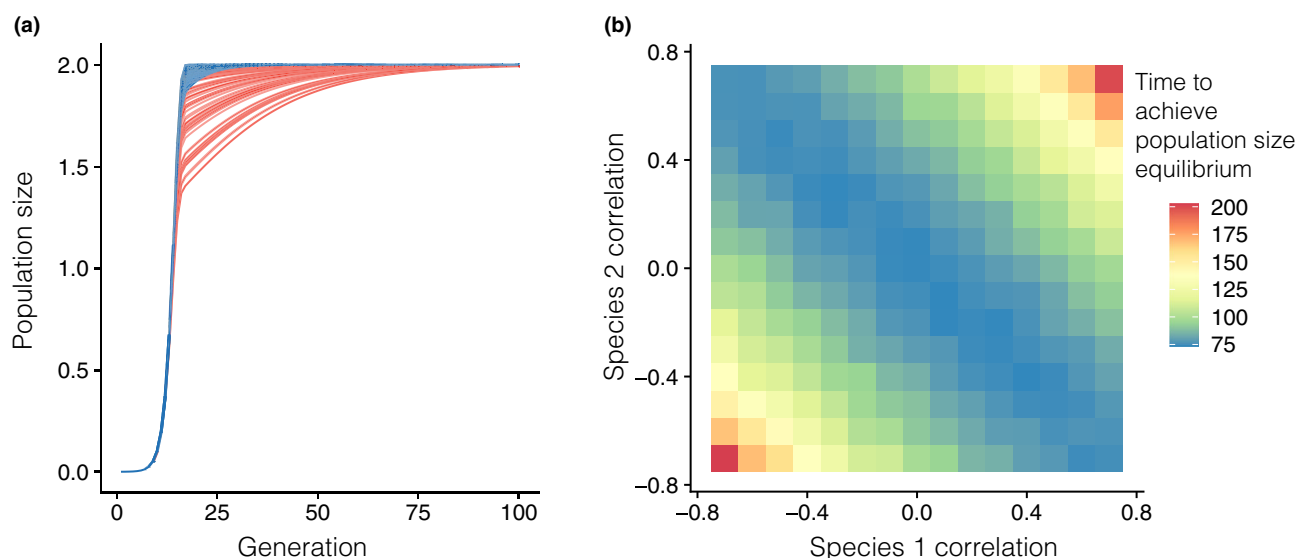 (a)
Population size
2.0
1.5
1.0
0.5
0.0
0
25
50
75
100
Generation
(b)
Species 2 correlation
0.8
0.4
0.0
−0.4
−0.8
−0.8
−0.4
0.0
0.4
0.8
Species 1 correlation
Time to
achieve
population size
equilibrium
200
175
150
125
100
75